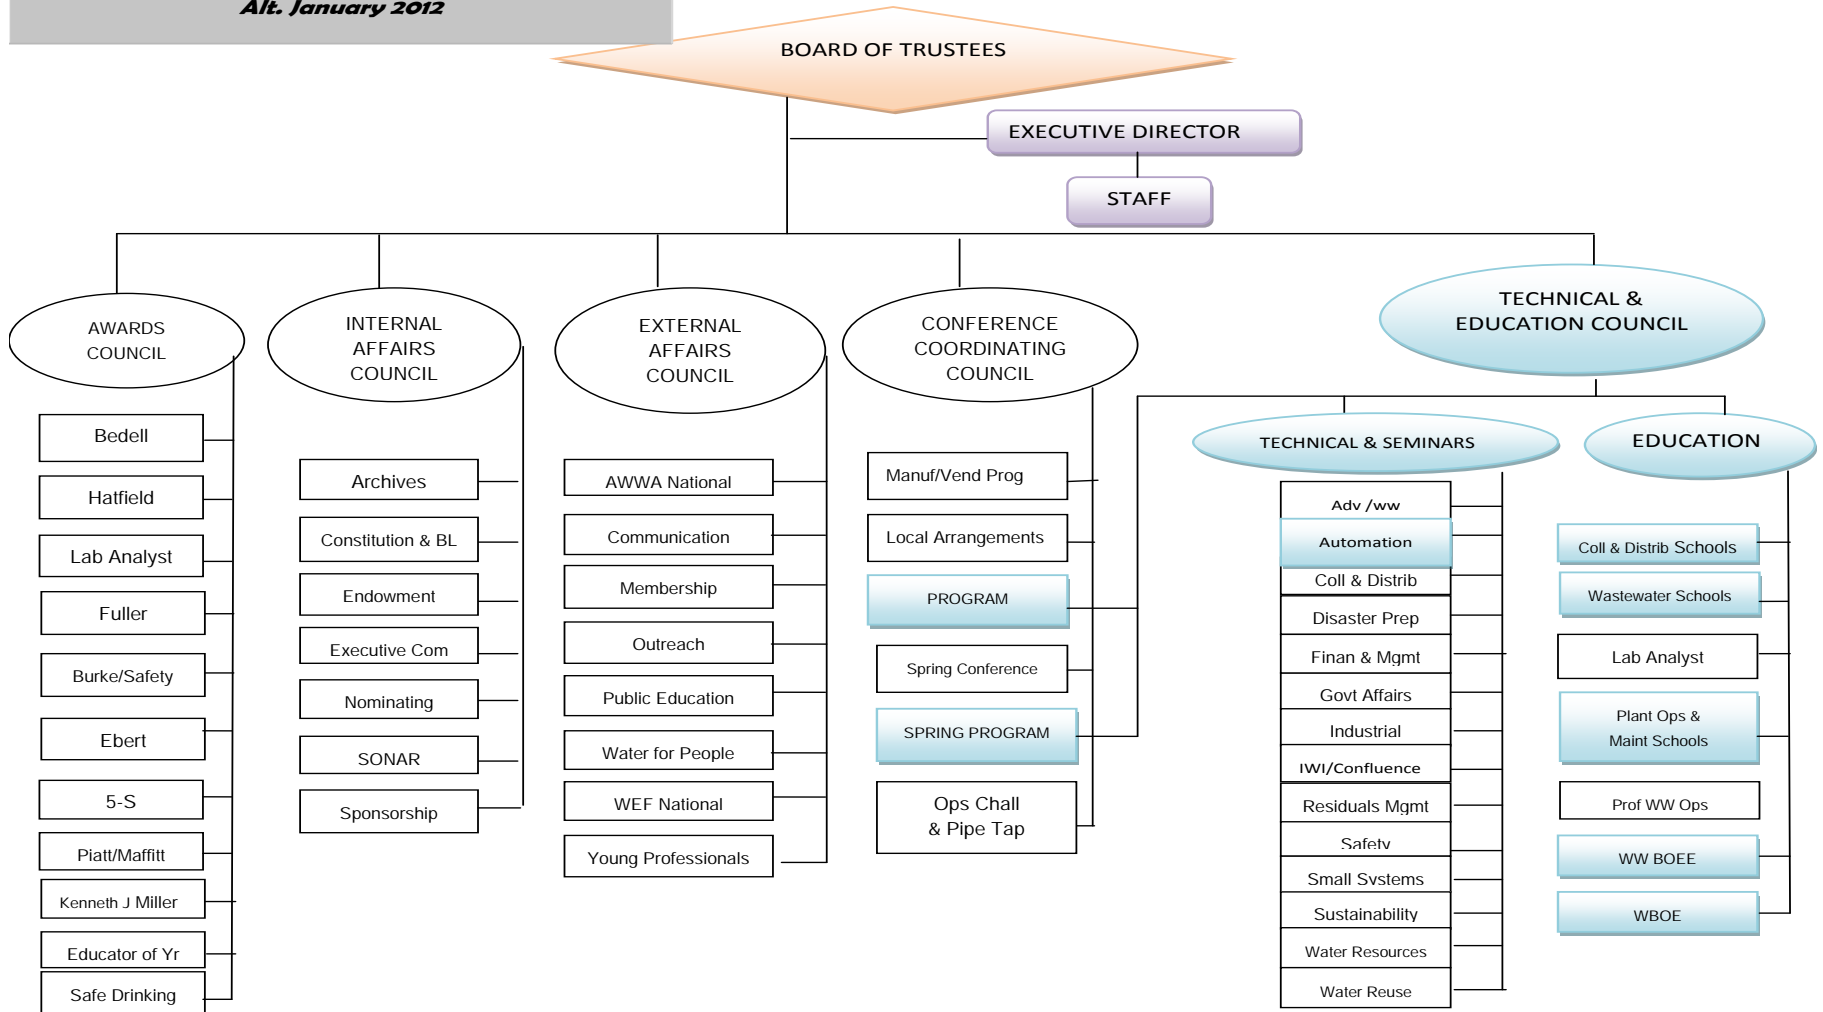 Alt. January 2012
BOARD OF TRUSTEES
EXECUTIVE DIRECTOR
STAFF
AWARDS
COUNCIL
INTERNAL
AFFAIRS
COUNCIL
EXTERNAL
AFFAIRS
COUNCIL
CONFERENCE
COORDINATING
COUNCIL
TECHNICAL &
EDUCATION COUNCIL
TECHNICAL & SEMINARS
EDUCATION
Bedell
Hatfield
Lab Analyst
Fuller
Burke/Safety
Ebert
5-S
Piatt/Maffitt
Kenneth J Miller
Educator of Yr
Safe Drinking
Archives
Constitution & BL
Endowment
Executive Com
Nominating
SONAR
Sponsorship
AWWA National
Communication
Membership
Outreach
Public Education
Water for People
WEF National
Young Professionals
Manuf/Vend Prog
Local Arrangements
PROGRAM
Spring Conference
SPRING PROGRAM
Ops Chall
& Pipe Tap
Adv /ww
Automation
Coll & Distrib
Disaster Prep
Finan & Mgmt
Govt Affairs
Industrial
IWI/Confluence
Residuals Mgmt
Safety
Small Systems
Sustainability
Water Resources
Water Reuse
Coll & Distrib Schools
Wastewater Schools
Lab Analyst
Plant Ops &
Maint Schools
Prof WW Ops
WW BOEE
WBOE